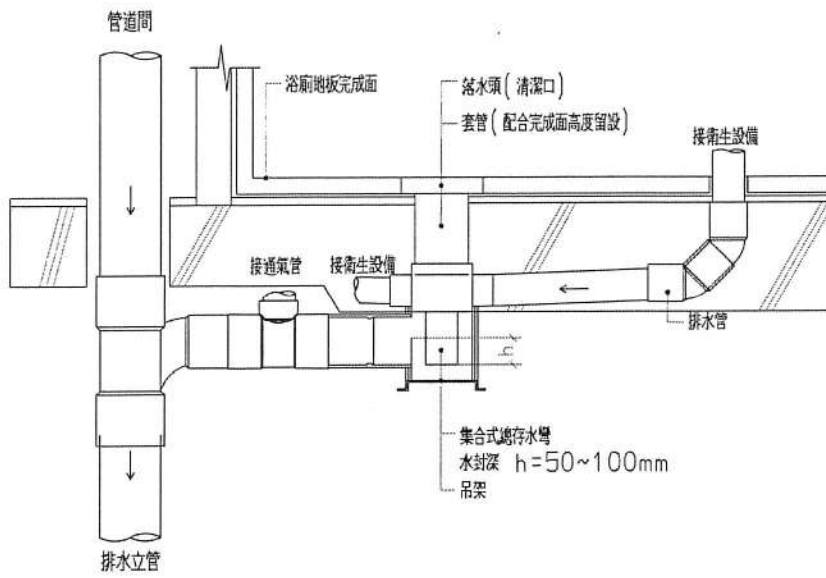 管道間
浴廁地板完成面
落水頭(清潔口)
套管(配合完成面高度留設)
接衛生設備
接通氣管
接衛生設備
排水管
h
集合式總存水彎
水封深 h=50~100mm
吊架
排水立管